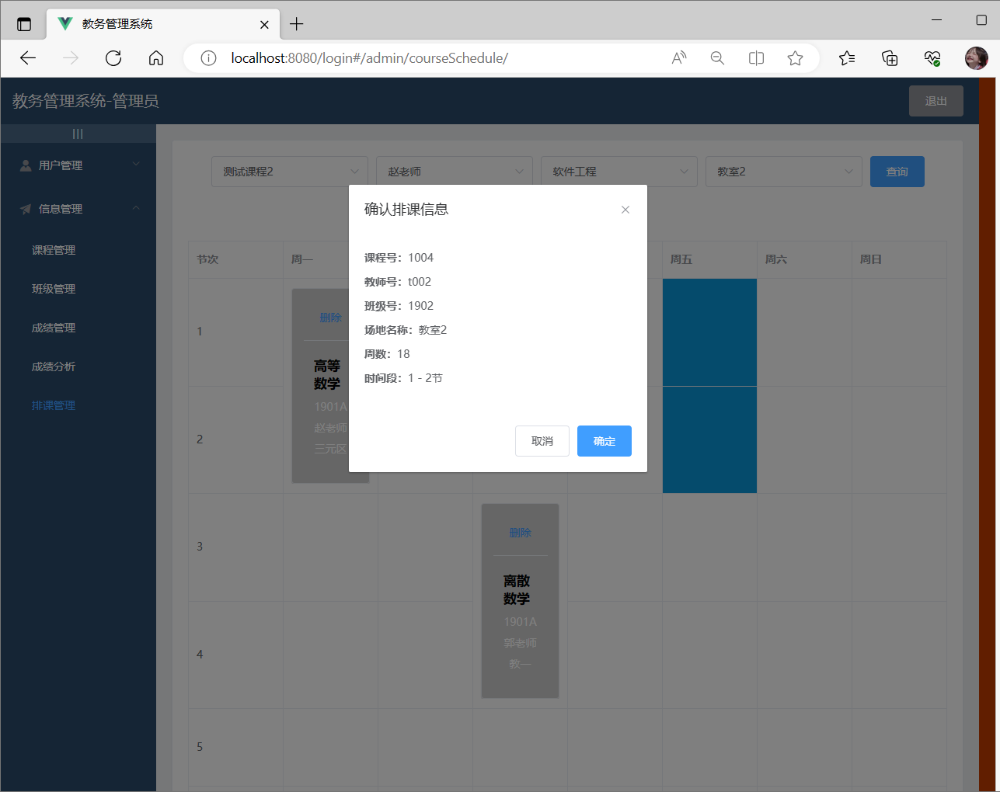 教务管理系统
localhost:8080/login#/admin/courseSchedule/
教务管理系统-管理员
退出
用户管理
信息管理
课程管理
班级管理
成绩管理
成绩分析
排课管理
测试课程2
赵老师
软件工程
教室2
查询
确认排课信息
课程号：1004
教师号：t002
班级号：1902
场地名称：教室2
周数：18
时间段：1 - 2节
取消
确定
节次
周一
周五
周六
周日
1
删除
高等
数学
1901A
赵老师
三元区
2
3
删除
离散
数学
1901A
郭老师
教一
4
5